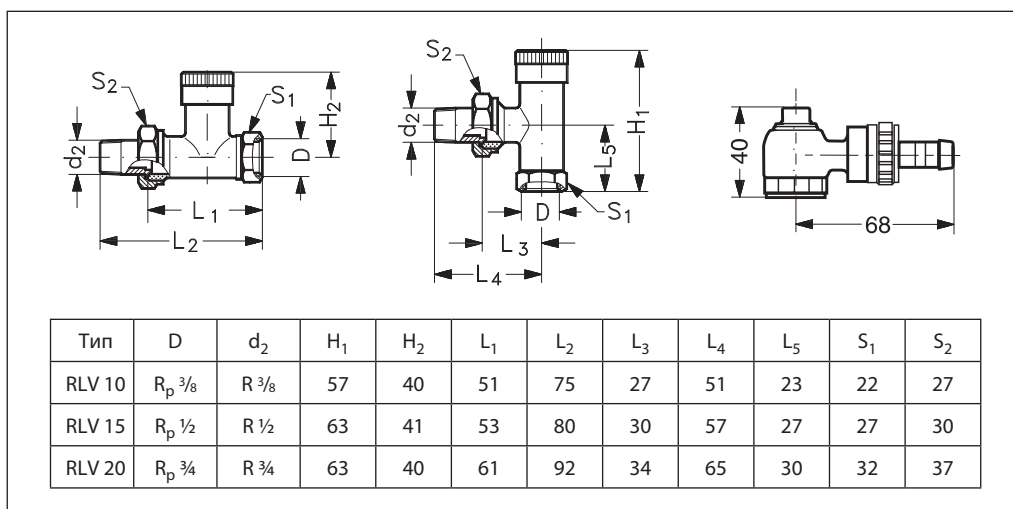 S₂
S₁
H₂
d₂
D
L₁
L₂
S₂
d₂
H₁
L₅
D
S₁
L₃
L₄
40
68
Тип D d₂ H₁ H₂ L₁ L₂ L₃ L₄ L₅ S₁ S₂
RLV 10 Rₚ ⅜ R ⅜ 57 40 51 75 27 51 23 22 27
RLV 15 Rₚ ½ R ½ 63 41 53 80 30 57 27 27 30
RLV 20 Rₚ ¾ R ¾ 63 40 61 92 34 65 30 32 37